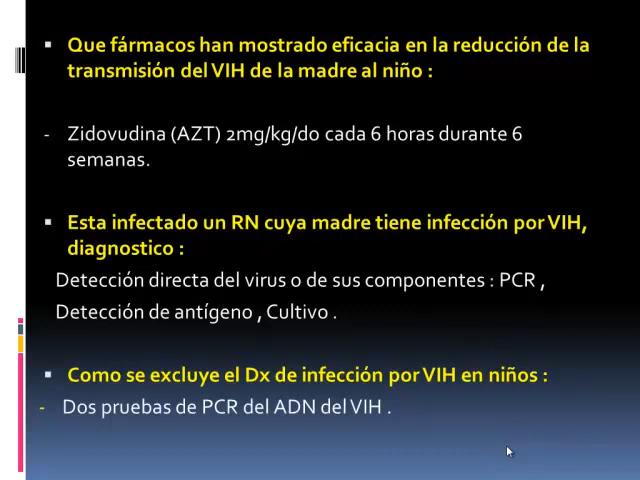 ▪ Que fármacos han mostrado eficacia en la reducción de la
transmisión del VIH de la madre al niño :
- Zidovudina (AZT) 2mg/kg/do cada 6 horas durante 6
semanas.
▪ Esta infectado un RN cuya madre tiene infección por VIH,
diagnostico :
Detección directa del virus o de sus componentes : PCR ,
Detección de antígeno , Cultivo .
▪ Como se excluye el Dx de infección por VIH en niños :
- Dos pruebas de PCR del ADN del VIH .